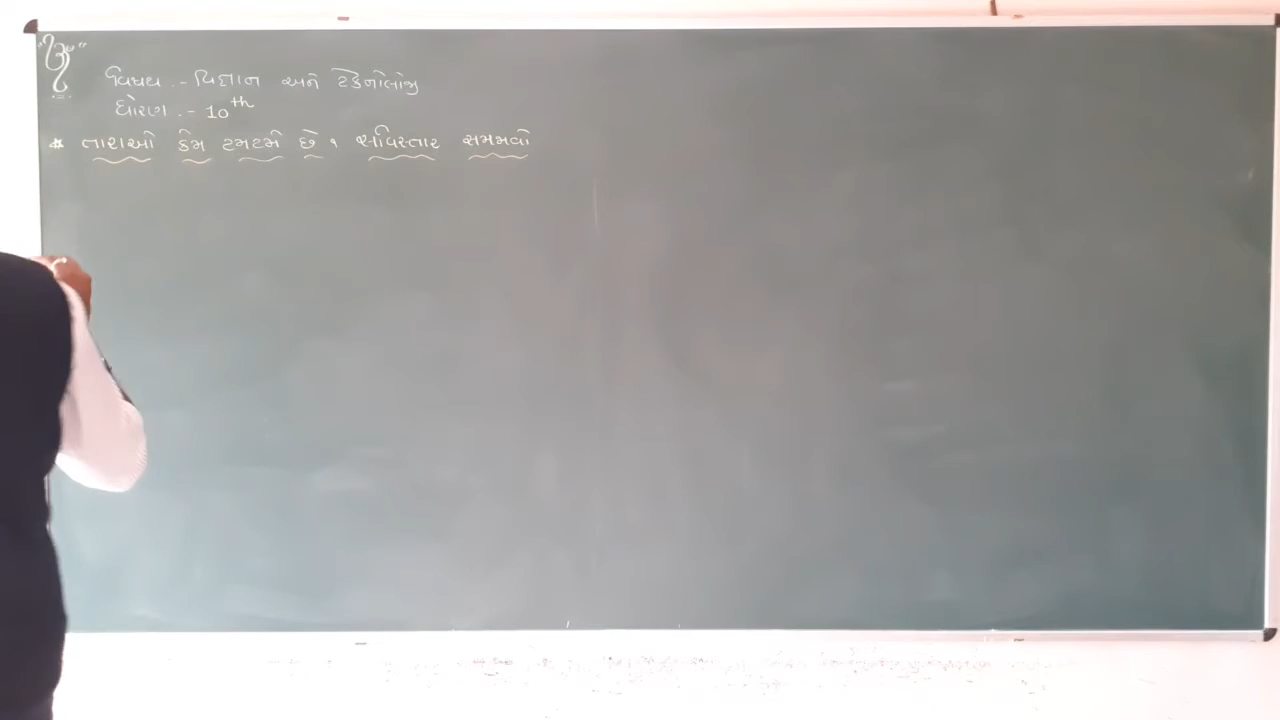 "ૐ"
વિષય :- વિજ્ઞાન અને ટેકનોલોજી
ધોરણ :- 10th
* તારાઓ કેમ ટમટમે છે ? સવિસ્તાર સમજાવો